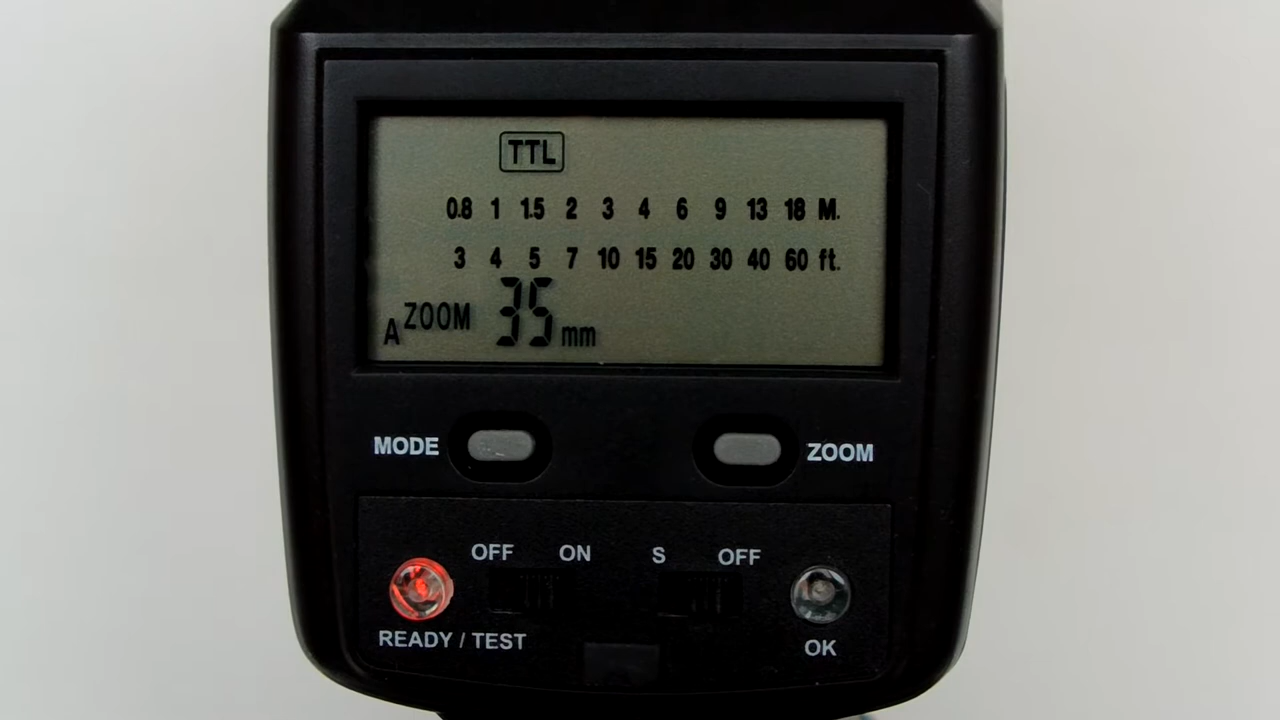 TTL
0.8 1 1.5 2 3 4 6 9 13 18 M.
3 4 5 7 10 15 20 30 40 60 ft.
A ZOOM 35 mm
MODE ZOOM
OFF ON S OFF
READY / TEST OK